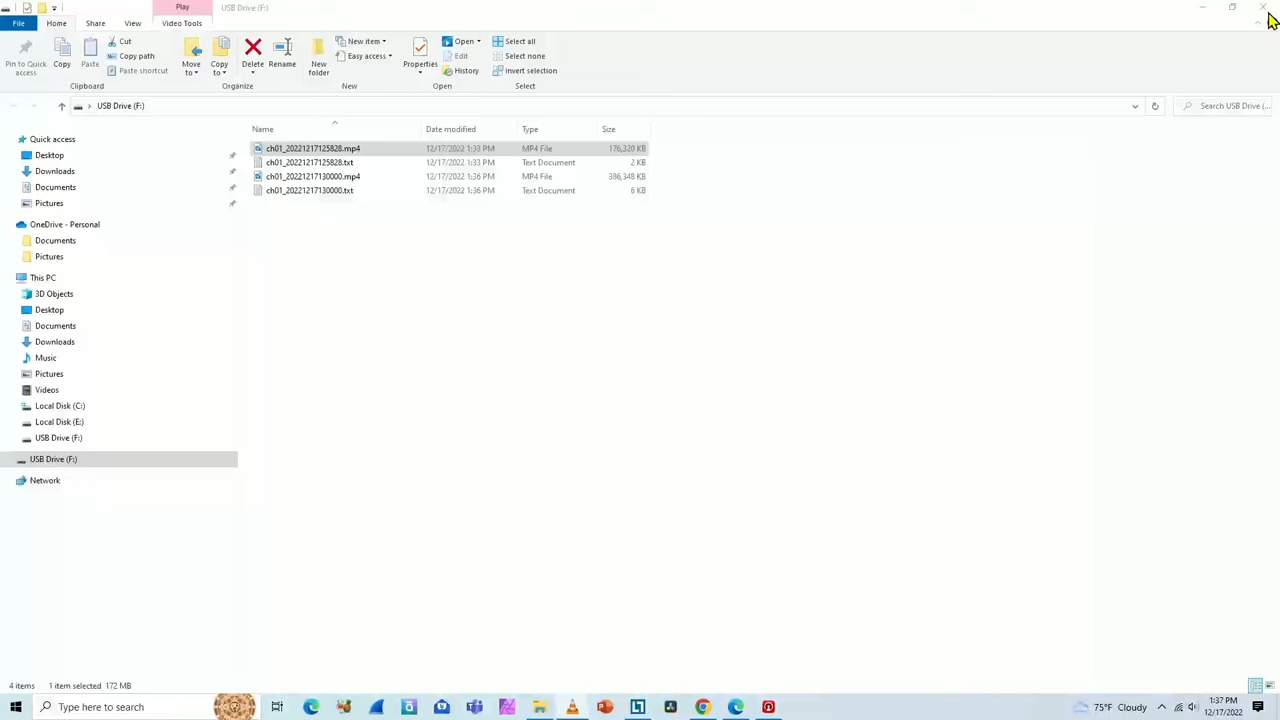 Play
USB Drive (F:)
File
Home
Share
View
Video Tools
Pin to Quick access
Copy
Paste
Cut
Copy path
Paste shortcut
Clipboard
Move to
Copy to
Delete
Rename
Organize
New folder
New item
Easy access
New
Properties
Open
Edit
History
Open
Select all
Select none
Invert selection
Select
USB Drive (F:)
Search USB Drive (...
Name Date modified Type Size
ch01_20221217125828.mp4 12/17/2022 1:33 PM MP4 File 176,320 KB
ch01_20221217125828.txt 12/17/2022 1:33 PM Text Document 2 KB
ch01_20221217130000.mp4 12/17/2022 1:36 PM MP4 File 386,348 KB
ch01_20221217130000.txt 12/17/2022 1:36 PM Text Document 6 KB
Quick access
Desktop
Downloads
Documents
Pictures
OneDrive - Personal
Documents
Pictures
This PC
3D Objects
Desktop
Documents
Downloads
Music
Pictures
Videos
Local Disk (C:)
Local Disk (E:)
USB Drive (F:)
USB Drive (F:)
Network
4 items 1 item selected 172 MB
Type here to search
75°F Cloudy
1:37 PM
12/17/2022